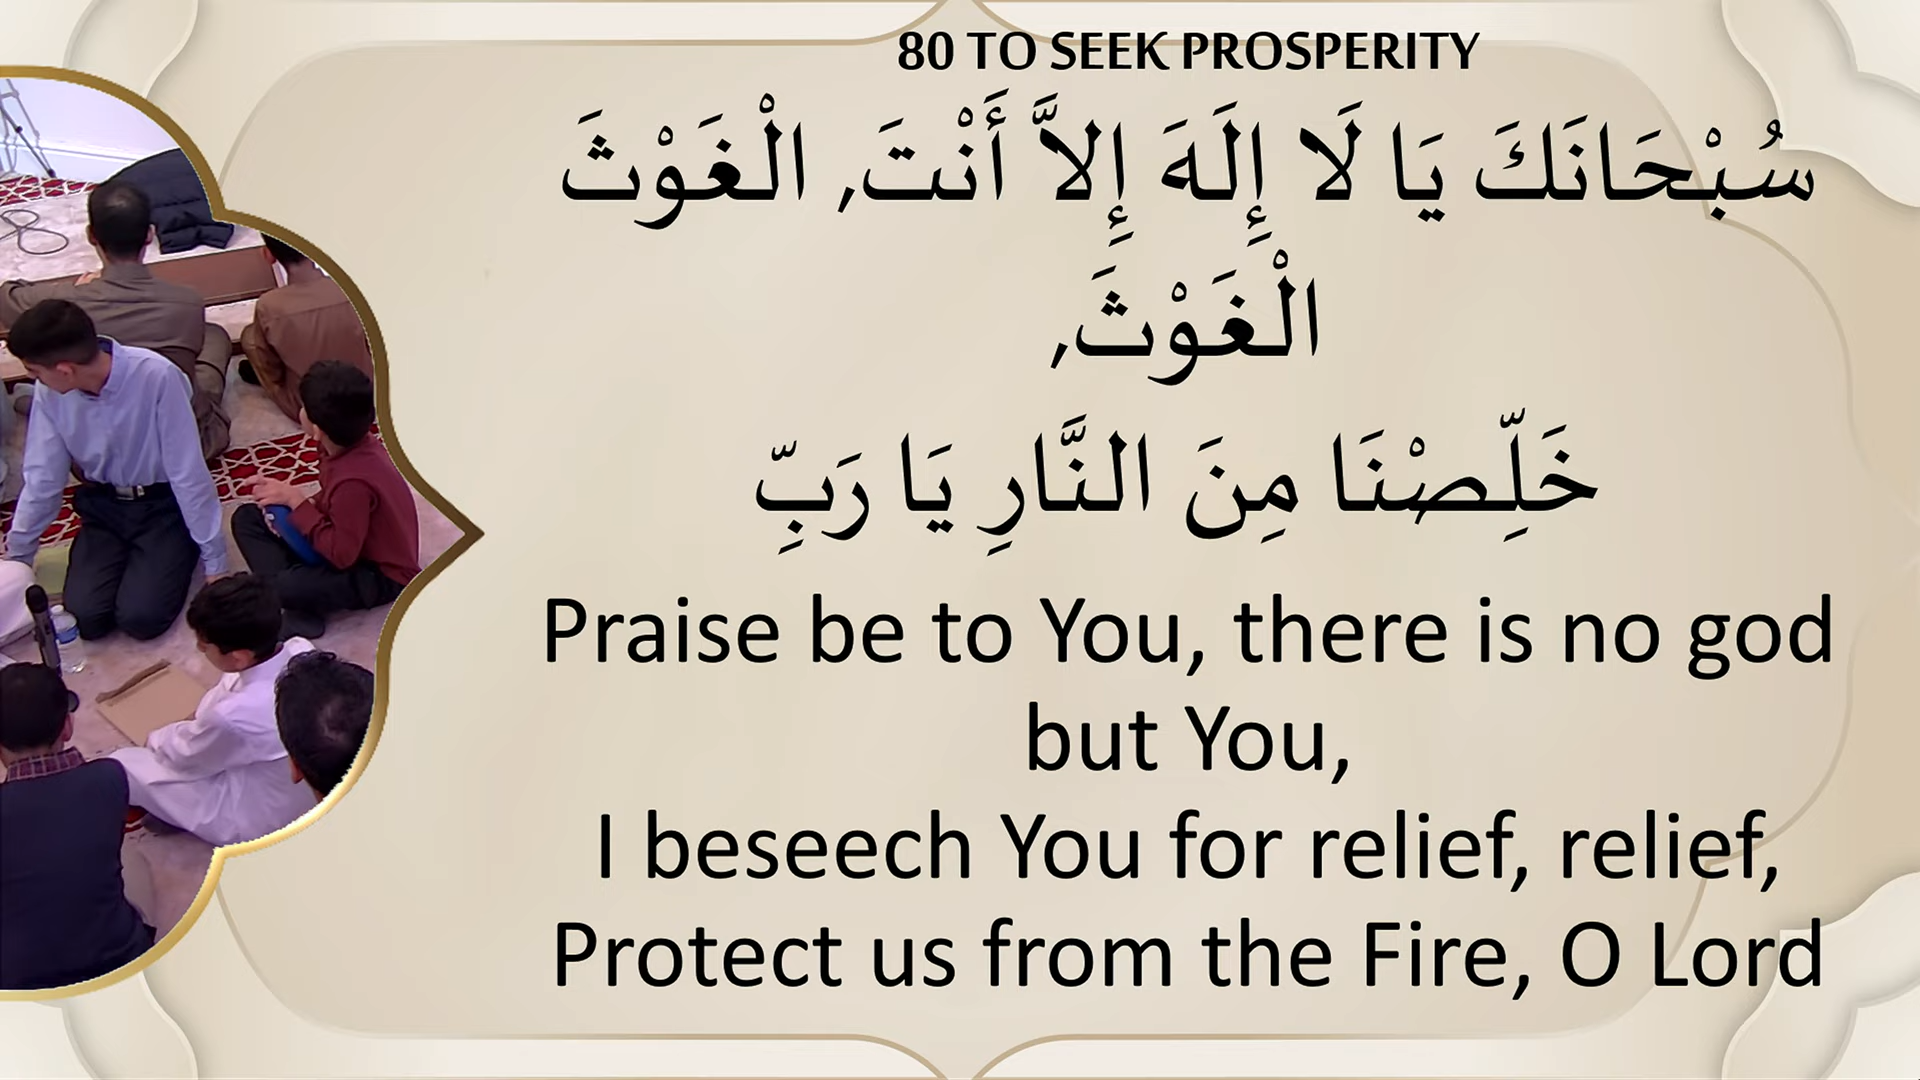 80 TO SEEK PROSPERITY
سُبْحَانَكَ يَا لَا إِلَهَ إِلاَّ أَنْتَ, الْغَوْثَ
الْغَوْثَ,
خَلِّصْنَا مِنَ النَّارِ يَا رَبِّ
Praise be to You, there is no god
but You,
I beseech You for relief, relief,
Protect us from the Fire, O Lord